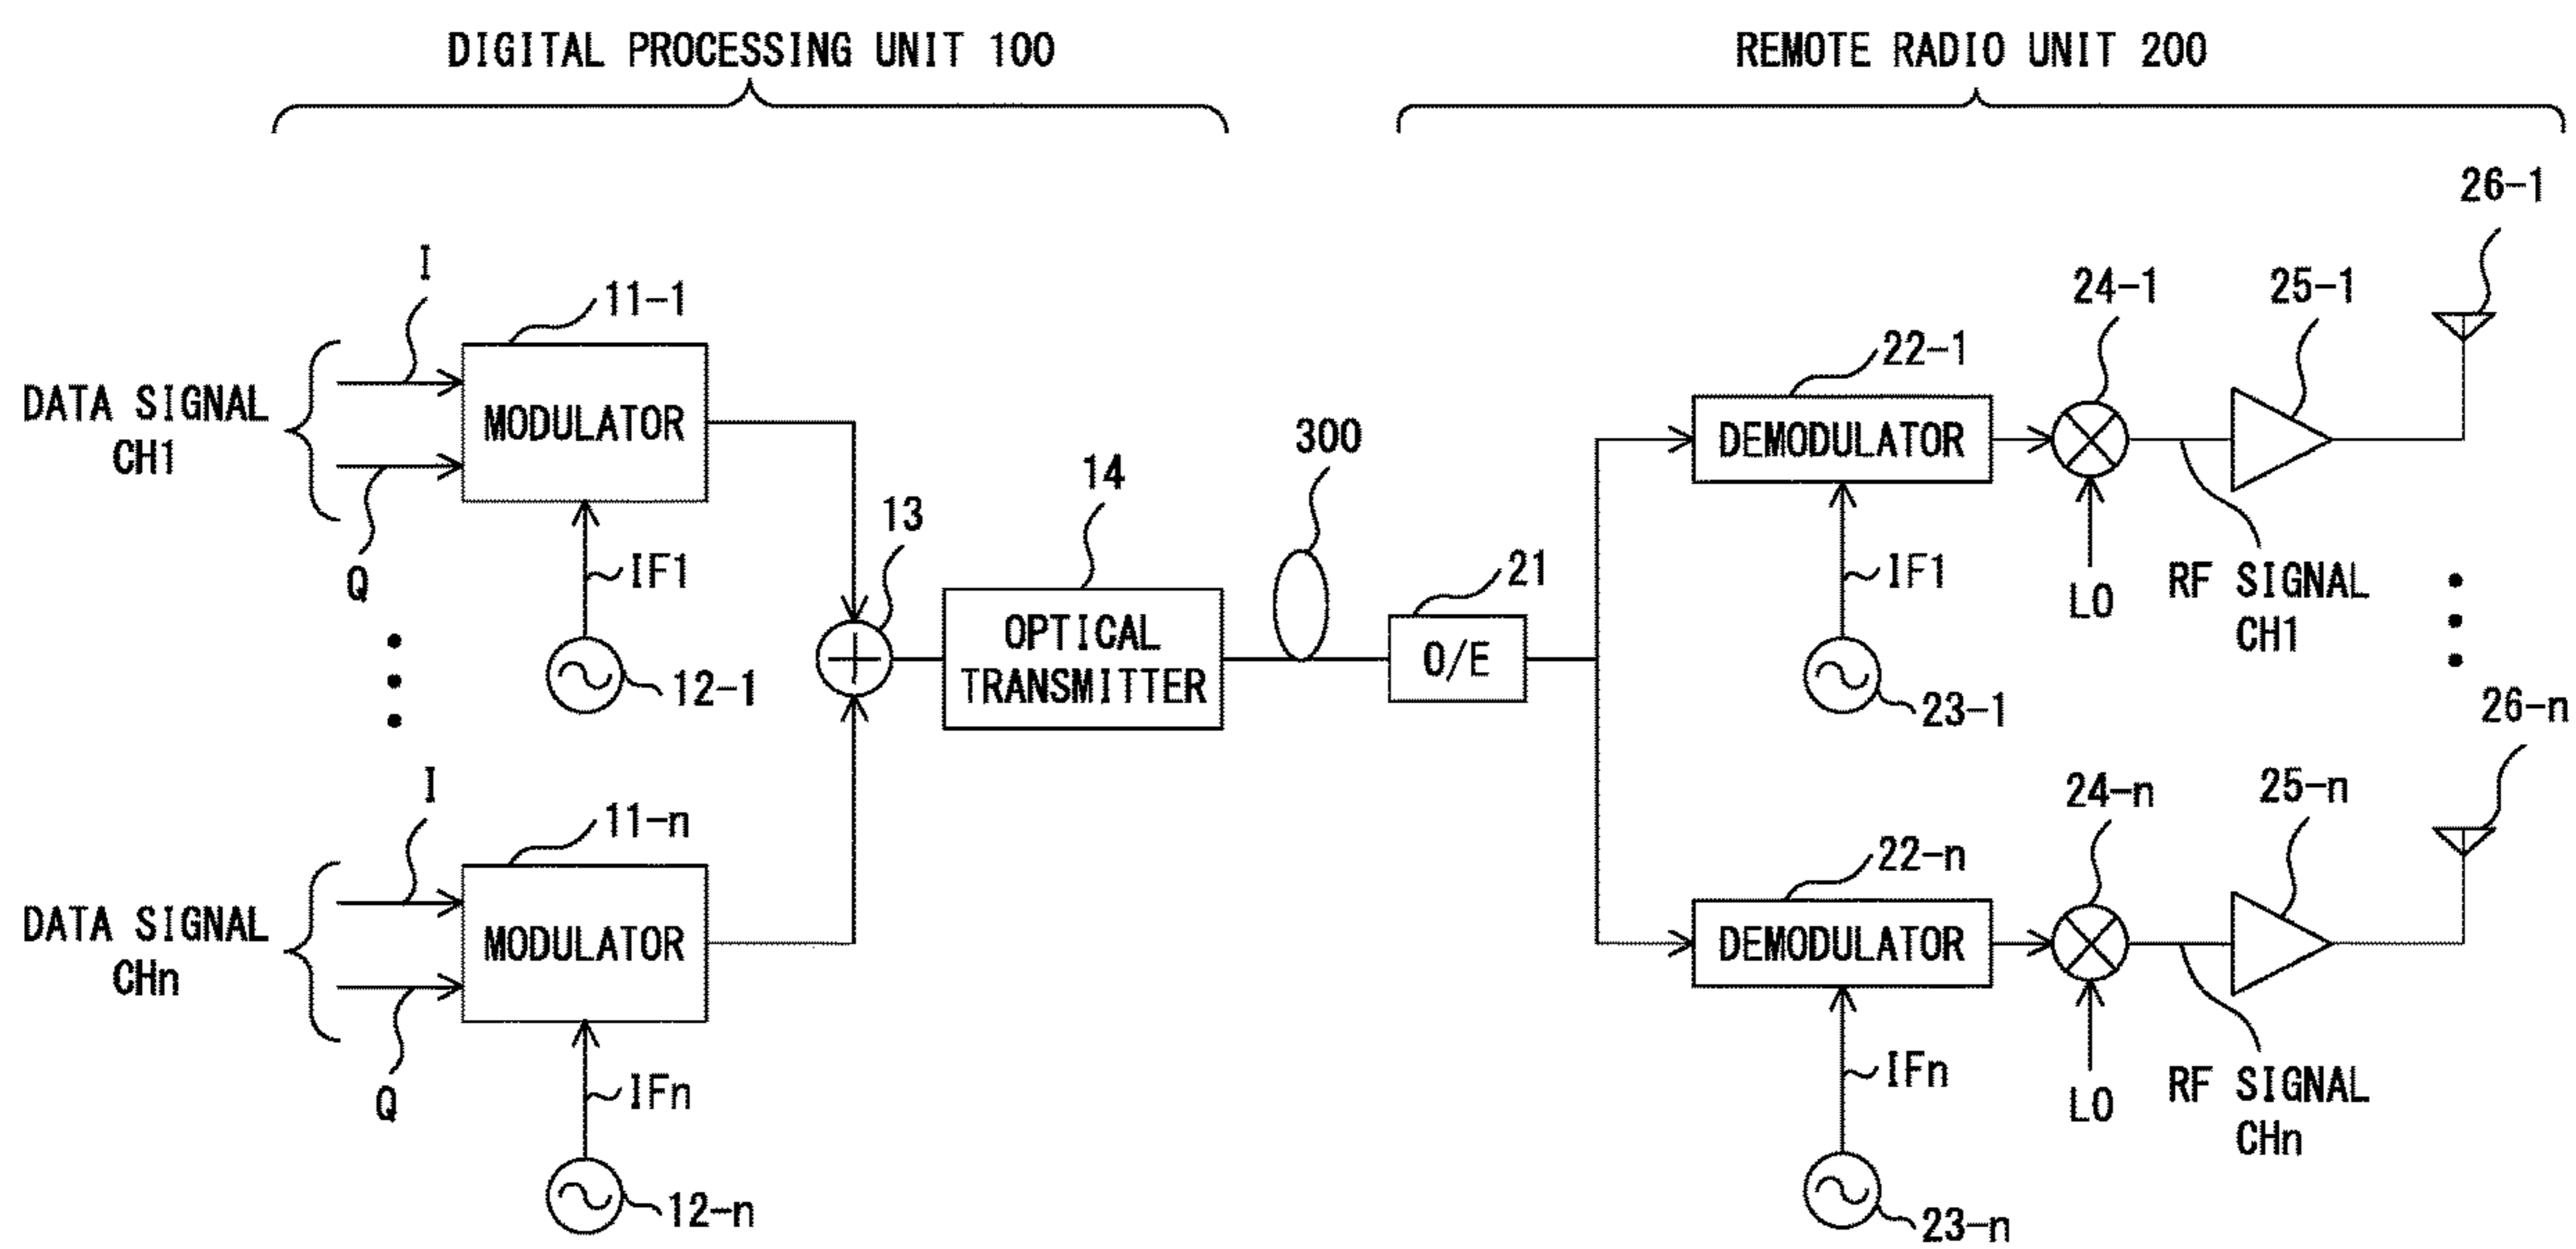 DIGITAL PROCESSING UNIT 100
REMOTE RADIO UNIT 200
26-1
I
11-1
24-1
25-1
22-1
DATA SIGNAL
CH1
MODULATOR
300
DEMODULATOR
14
13
Q
IF1
OPTICAL
TRANSMITTER
21
O/E
IF1
LO
RF SIGNAL
CH1
12-1
23-1
26-n
I
11-n
24-n
25-n
22-n
DATA SIGNAL
CHn
MODULATOR
DEMODULATOR
Q
IFn
IFn
LO
RF SIGNAL
CHn
12-n
23-n